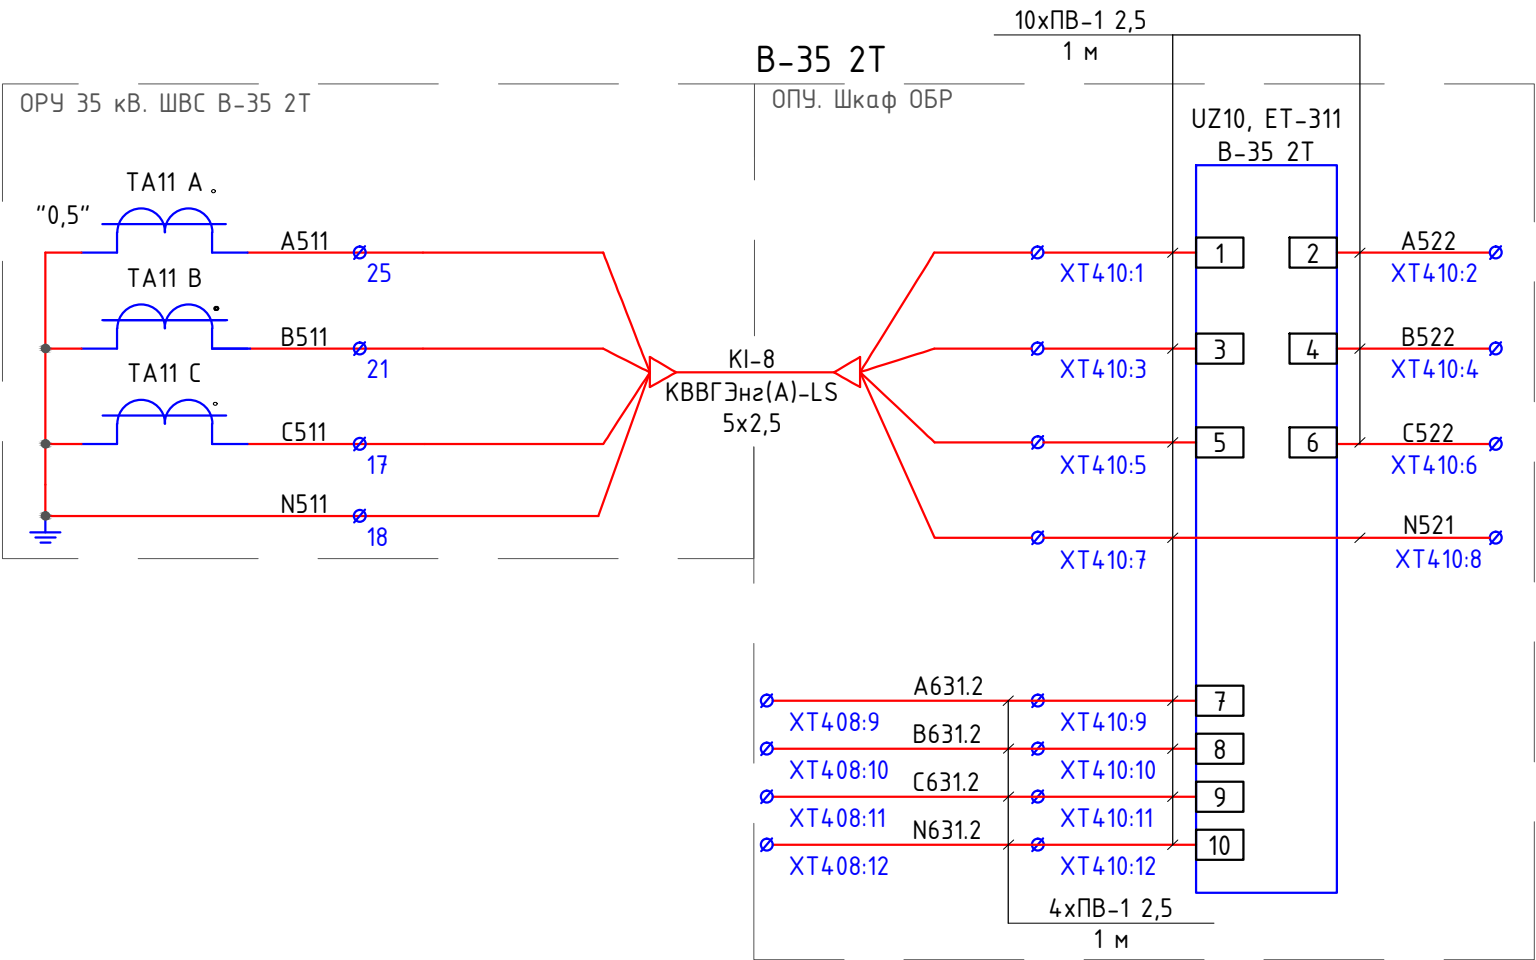 10хПВ-1 2,5
1 м
В-35 2Т
ОРУ 35 кВ. ШВС В-35 2Т
ОПУ. Шкаф ОБР
UZ10, ET-311
В-35 2Т
ТА11 А
"0,5"
А511
25
ТА11 В
В511
21
ТА11 С
С511
17
N511
18
KI-8
КВВГЭнг(А)-LS
5х2,5
XT410:1
1
2
А522
XT410:2
XT410:3
3
4
В522
XT410:4
XT410:5
5
6
С522
XT410:6
XT410:7
N521
XT410:8
А631.2
XT408:9
XT410:9
7
В631.2
XT408:10
XT410:10
8
С631.2
XT408:11
XT410:11
9
N631.2
XT408:12
XT410:12
10
4хПВ-1 2,5
1 м